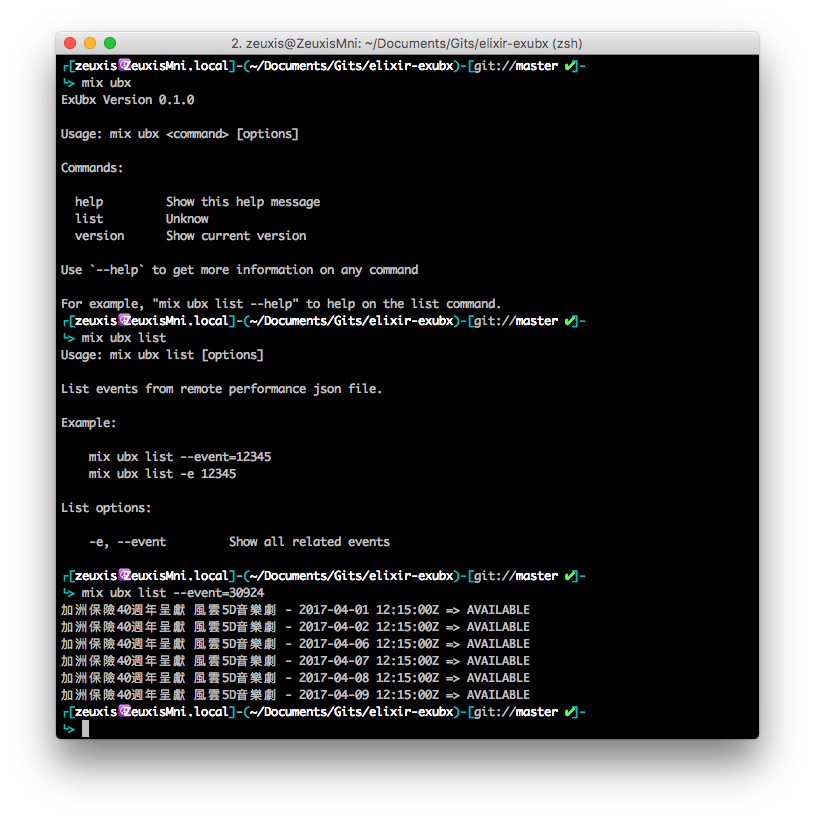 2. zeuxis@ZeuxisMni: ~/Documents/Gits/elixir-exubx (zsh)
┌[zeuxis☮ZeuxisMni.local]-(~/Documents/Gits/elixir-exubx)-[git://master ✔]-
└> mix ubx
ExUbx Version 0.1.0
Usage: mix ubx <command> [options]
Commands:
help Show this help message
list Unknow
version Show current version
Use `--help` to get more information on any command
For example, "mix ubx list --help" to help on the list command.
┌[zeuxis☮ZeuxisMni.local]-(~/Documents/Gits/elixir-exubx)-[git://master ✔]-
└> mix ubx list
Usage: mix ubx list [options]
List events from remote performance json file.
Example:
mix ubx list --event=12345
mix ubx list -e 12345
List options:
-e, --event Show all related events
┌[zeuxis☮ZeuxisMni.local]-(~/Documents/Gits/elixir-exubx)-[git://master ✔]-
└> mix ubx list --event=30924
加洲保險40週年呈獻 風雲5D音樂劇 - 2017-04-01 12:15:00Z => AVAILABLE
加洲保險40週年呈獻 風雲5D音樂劇 - 2017-04-02 12:15:00Z => AVAILABLE
加洲保險40週年呈獻 風雲5D音樂劇 - 2017-04-06 12:15:00Z => AVAILABLE
加洲保險40週年呈獻 風雲5D音樂劇 - 2017-04-07 12:15:00Z => AVAILABLE
加洲保險40週年呈獻 風雲5D音樂劇 - 2017-04-08 12:15:00Z => AVAILABLE
加洲保險40週年呈獻 風雲5D音樂劇 - 2017-04-09 12:15:00Z => AVAILABLE
┌[zeuxis☮ZeuxisMni.local]-(~/Documents/Gits/elixir-exubx)-[git://master ✔]-
└>